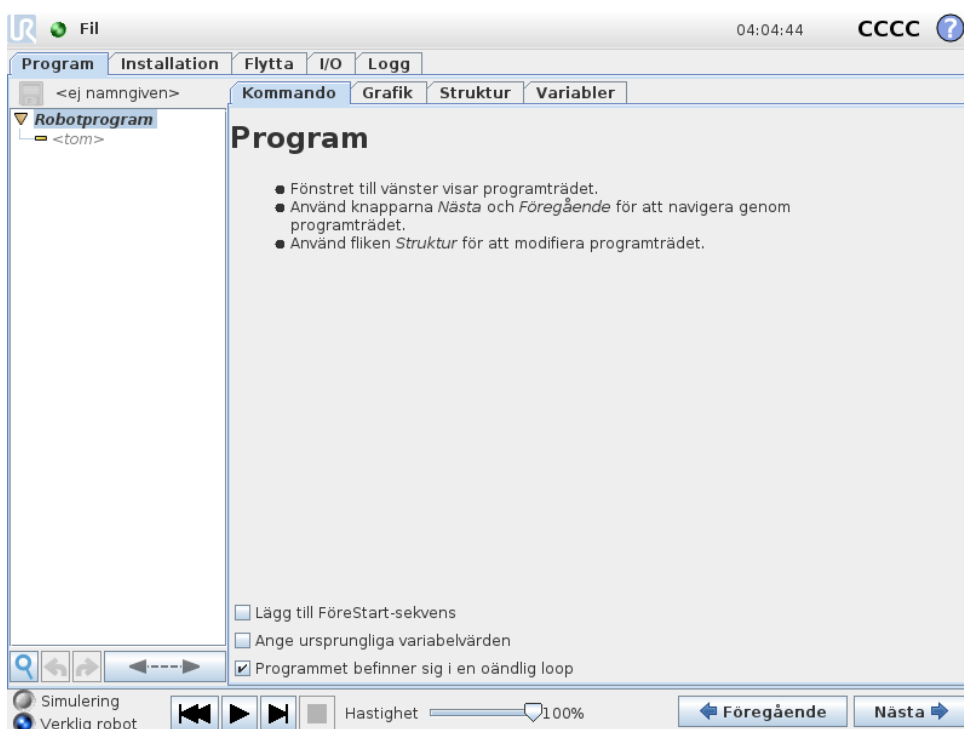 UR Fil 04:04:44 CCCC ?
Program Installation Flytta I/O Logg
<ej namngiven> Kommando Grafik Struktur Variabler
Robotprogram
<tom>
Program
Fönstret till vänster visar programträdet.
Använd knapparna Nästa och Föregående för att navigera genom
programträdet.
Använd fliken Struktur för att modifiera programträdet.
Lägg till FöreStart-sekvens
Ange ursprungliga variabelvärden
Programmet befinner sig i en oändlig loop
Simulering
Verklig robot
Hastighet 100% Föregående Nästa